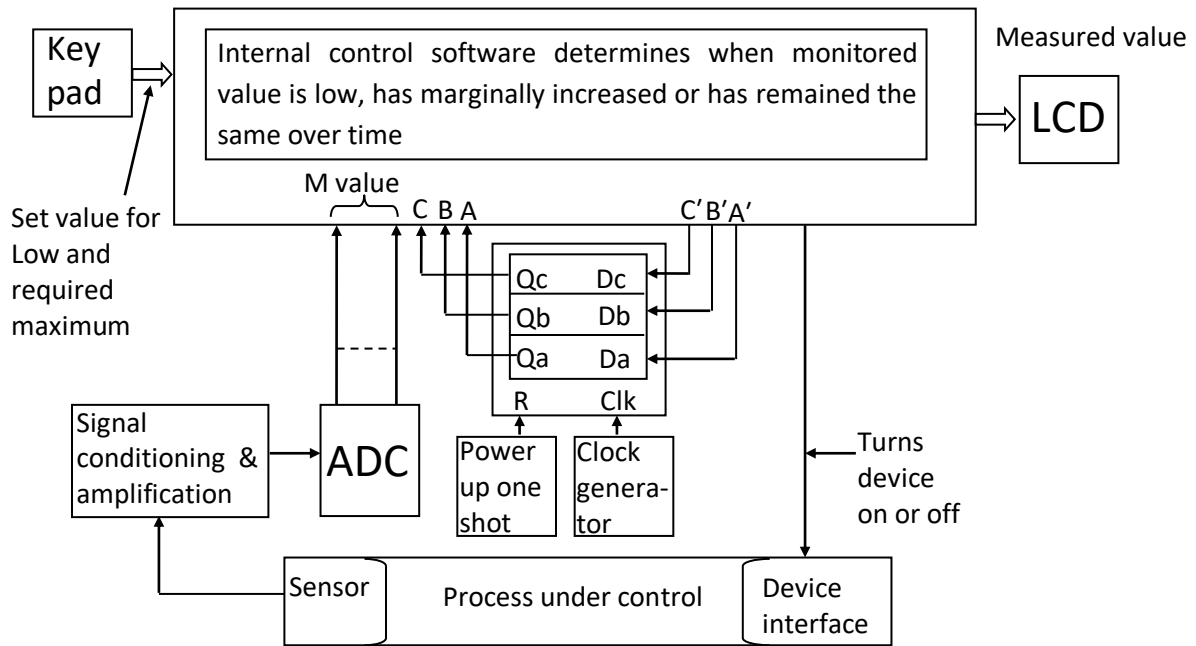 Key
pad
Internal control software determines when monitored
value is low, has marginally increased or has remained the
same over time
Measured value
LCD
M value
C B A
C′ B′ A′
Set value for
Low and
required
maximum
Qc Dc
Qb Db
Qa Da
R Clk
Signal
conditioning &
amplification
ADC
Power
up one
shot
Clock
genera-
tor
Turns
device
on or off
Sensor
Process under control
Device
interface